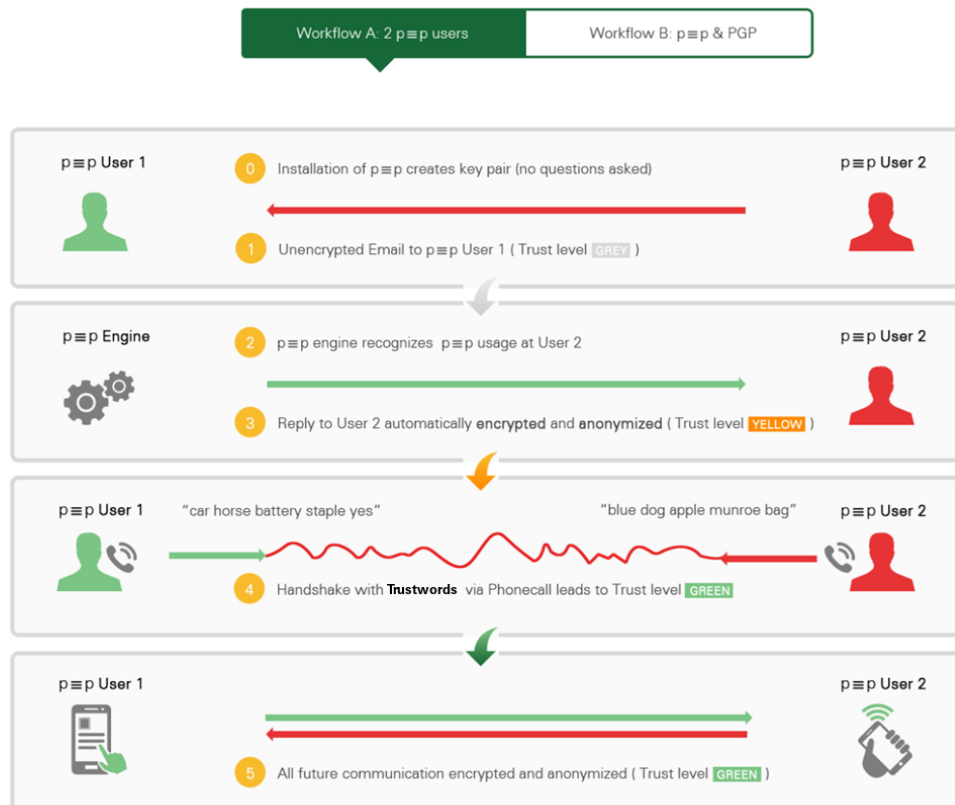 Workflow A: 2 p≡p users
Workflow B: p≡p & PGP
p≡p User 1
0 Installation of p≡p creates key pair (no questions asked)
p≡p User 2
1 Unencrypted Email to p≡p User 1 ( Trust level GREY )
p≡p Engine
2 p≡p engine recognizes p≡p usage at User 2
p≡p User 2
3 Reply to User 2 automatically encrypted and anonymized ( Trust level YELLOW )
p≡p User 1
“car horse battery staple yes”
“blue dog apple munroe bag”
p≡p User 2
4 Handshake with Trustwords via Phonecall leads to Trust level GREEN
p≡p User 1
p≡p User 2
5 All future communication encrypted and anonymized ( Trust level GREEN )